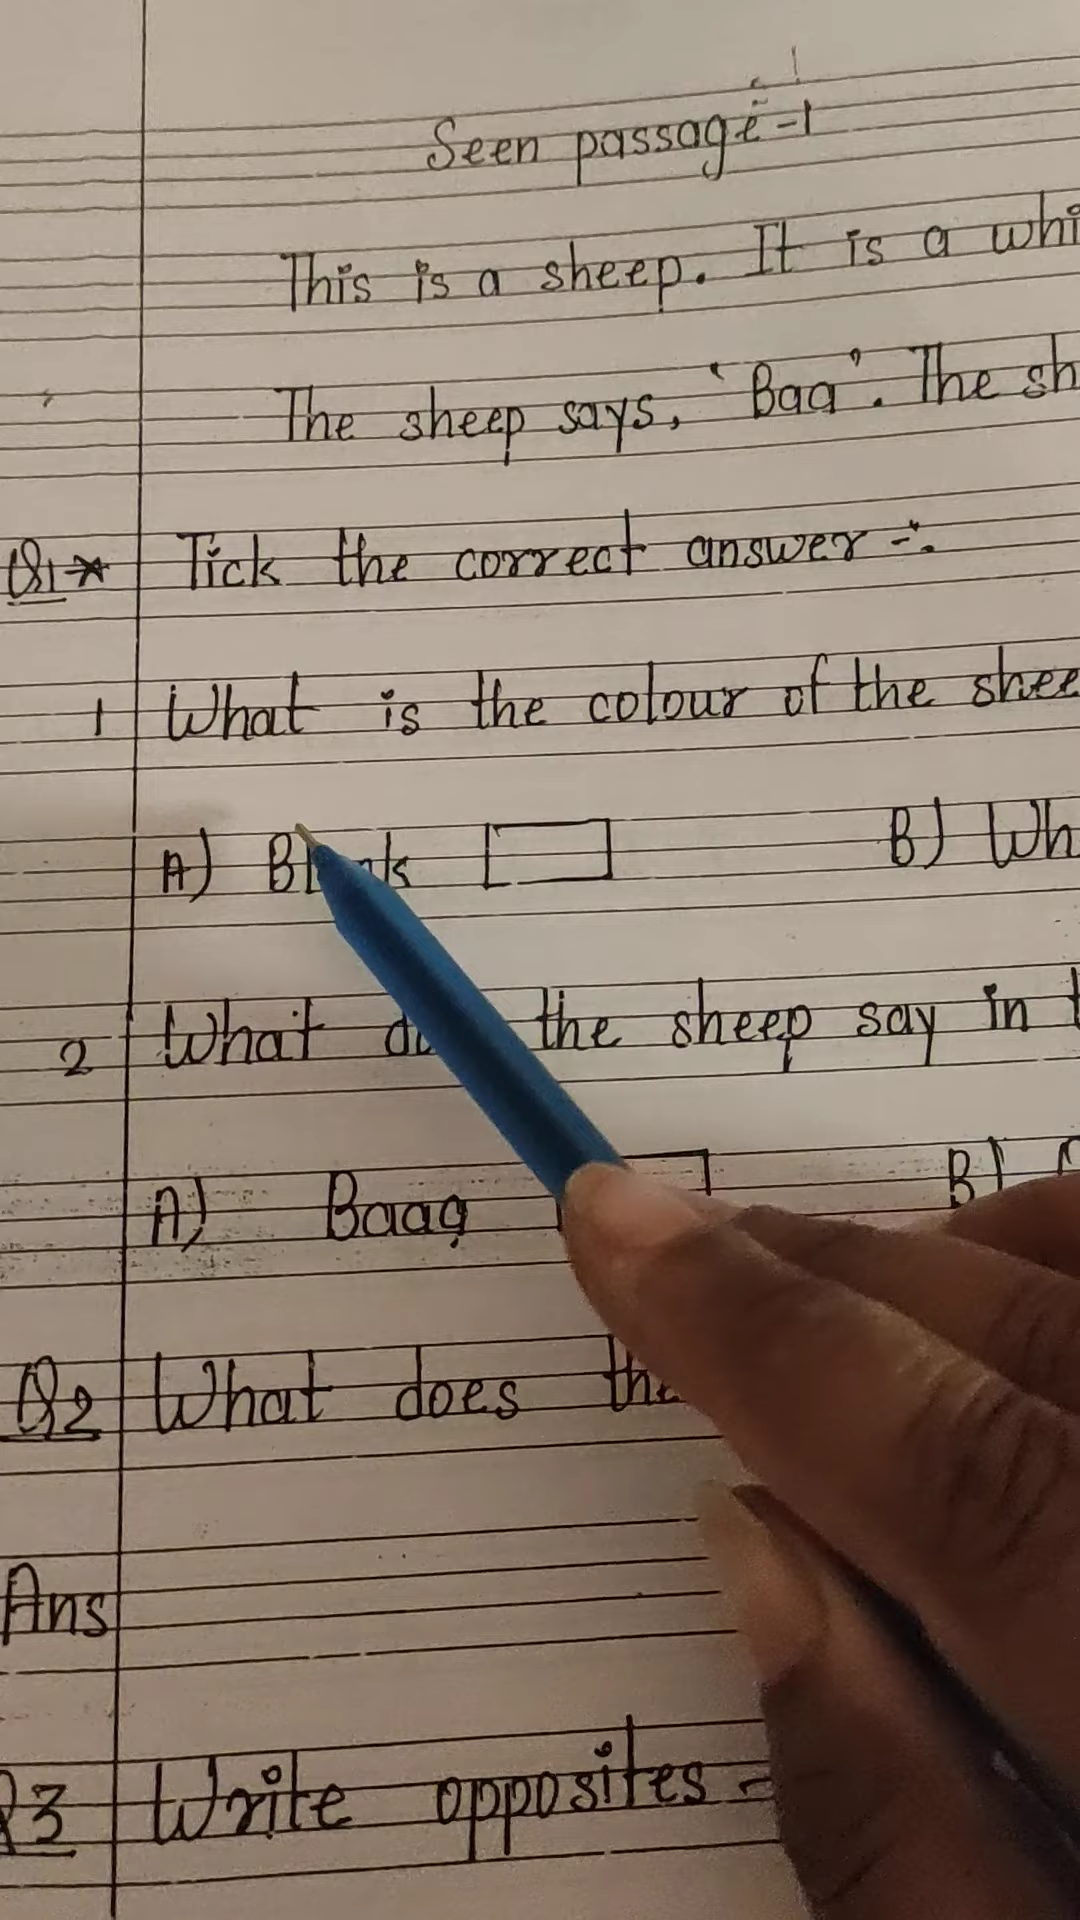 Seen passage-1
This is a sheep. It is a whi
The sheep says, 'Baa'. The sh
Q1* Tick the correct answer -:
1 What is the colour of the shee
A) B) Wh
2 What the sheep say in t
A) Baaa B)
Q2 What does the
Ans
Q3 Write opposites -